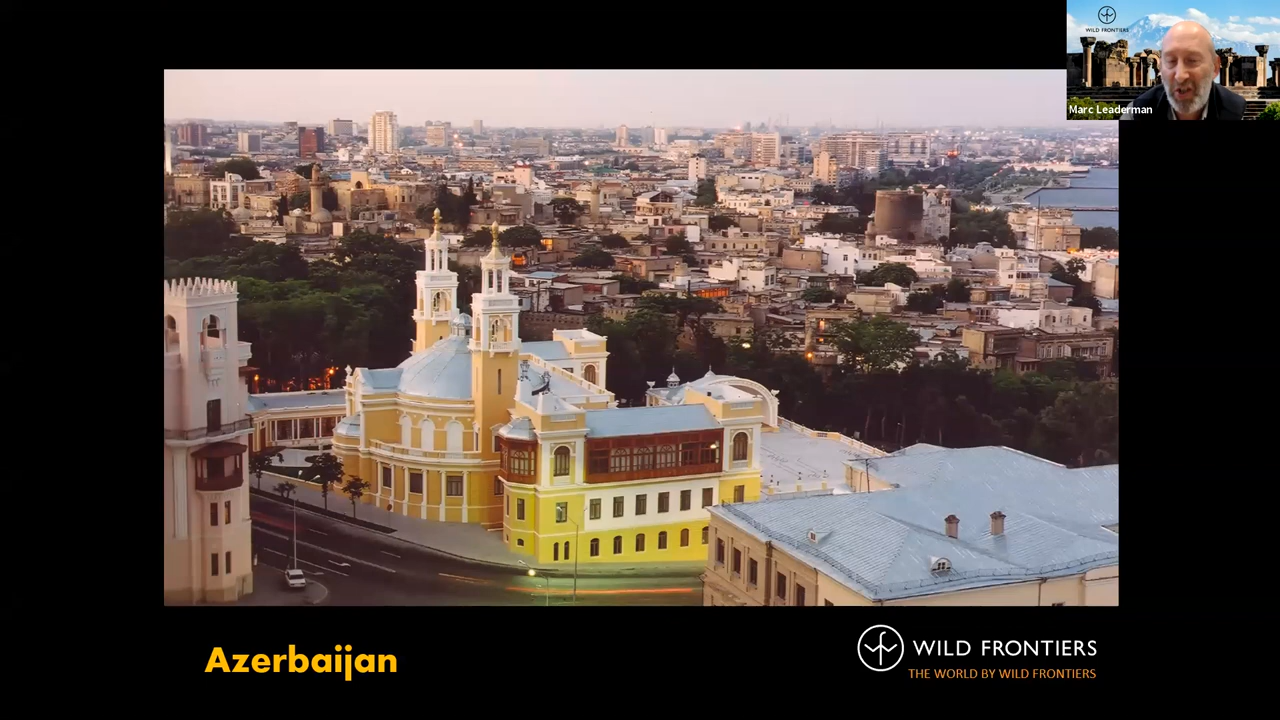 WILD FRONTIERS
Marc Leaderman
Azerbaijan
WILD FRONTIERS
THE WORLD BY WILD FRONTIERS